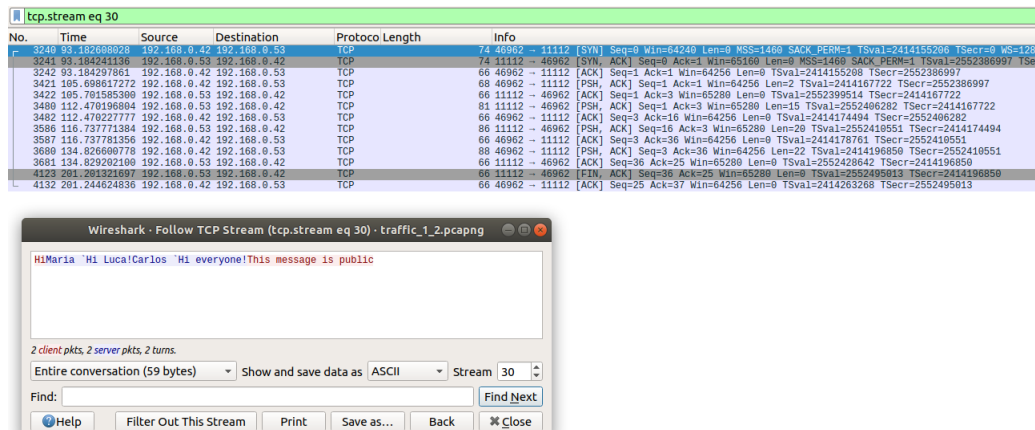 tcp.stream eq 30
No. Time Source Destination Protoco Length Info
3240 93.182608028 192.168.0.42 192.168.0.53 TCP 74 46962 → 11112 [SYN] Seq=0 Win=64240 Len=0 MSS=1460 SACK_PERM=1 TSval=2414155206 TSecr=0 WS=128
3241 93.184241136 192.168.0.53 192.168.0.42 TCP 74 11112 → 46962 [SYN, ACK] Seq=0 Ack=1 Win=65160 Len=0 MSS=1460 SACK_PERM=1 TSval=2552386997 TSe
3242 93.184297861 192.168.0.42 192.168.0.53 TCP 66 46962 → 11112 [ACK] Seq=1 Ack=1 Win=64256 Len=0 TSval=2414155208 TSecr=2552386997
3421 105.698617272 192.168.0.42 192.168.0.53 TCP 68 46962 → 11112 [PSH, ACK] Seq=1 Ack=1 Win=64256 Len=2 TSval=2414167722 TSecr=2552386997
3422 105.701585300 192.168.0.53 192.168.0.42 TCP 66 11112 → 46962 [ACK] Seq=1 Ack=3 Win=65280 Len=0 TSval=2552399514 TSecr=2414167722
3480 112.470196804 192.168.0.53 192.168.0.42 TCP 81 11112 → 46962 [PSH, ACK] Seq=1 Ack=3 Win=65280 Len=15 TSval=2552406282 TSecr=2414167722
3482 112.470227777 192.168.0.42 192.168.0.53 TCP 66 46962 → 11112 [ACK] Seq=3 Ack=16 Win=64256 Len=0 TSval=2414174494 TSecr=2552406282
3586 116.737771384 192.168.0.53 192.168.0.42 TCP 86 11112 → 46962 [PSH, ACK] Seq=16 Ack=3 Win=65280 Len=20 TSval=2552410551 TSecr=2414174494
3587 116.737781356 192.168.0.42 192.168.0.53 TCP 66 46962 → 11112 [ACK] Seq=3 Ack=36 Win=64256 Len=0 TSval=2414178761 TSecr=2552410551
3680 134.826600778 192.168.0.42 192.168.0.53 TCP 88 46962 → 11112 [PSH, ACK] Seq=3 Ack=36 Win=64256 Len=22 TSval=2414196850 TSecr=2552410551
3681 134.829202100 192.168.0.53 192.168.0.42 TCP 66 11112 → 46962 [ACK] Seq=36 Ack=25 Win=65280 Len=0 TSval=2552428642 TSecr=2414196850
4123 201.201321697 192.168.0.53 192.168.0.42 TCP 66 11112 → 46962 [FIN, ACK] Seq=36 Ack=25 Win=65280 Len=0 TSval=2552495013 TSecr=2414196850
4132 201.244624836 192.168.0.42 192.168.0.53 TCP 66 46962 → 11112 [ACK] Seq=25 Ack=37 Win=64256 Len=0 TSval=2414263268 TSecr=2552495013
Wireshark · Follow TCP Stream (tcp.stream eq 30) · traffic_1_2.pcapng
HiMaria `Hi Luca!Carlos `Hi everyone!This message is public
2 client pkts, 2 server pkts, 2 turns.
Entire conversation (59 bytes) Show and save data as ASCII Stream 30
Find: Find Next
Help Filter Out This Stream Print Save as… Back Close